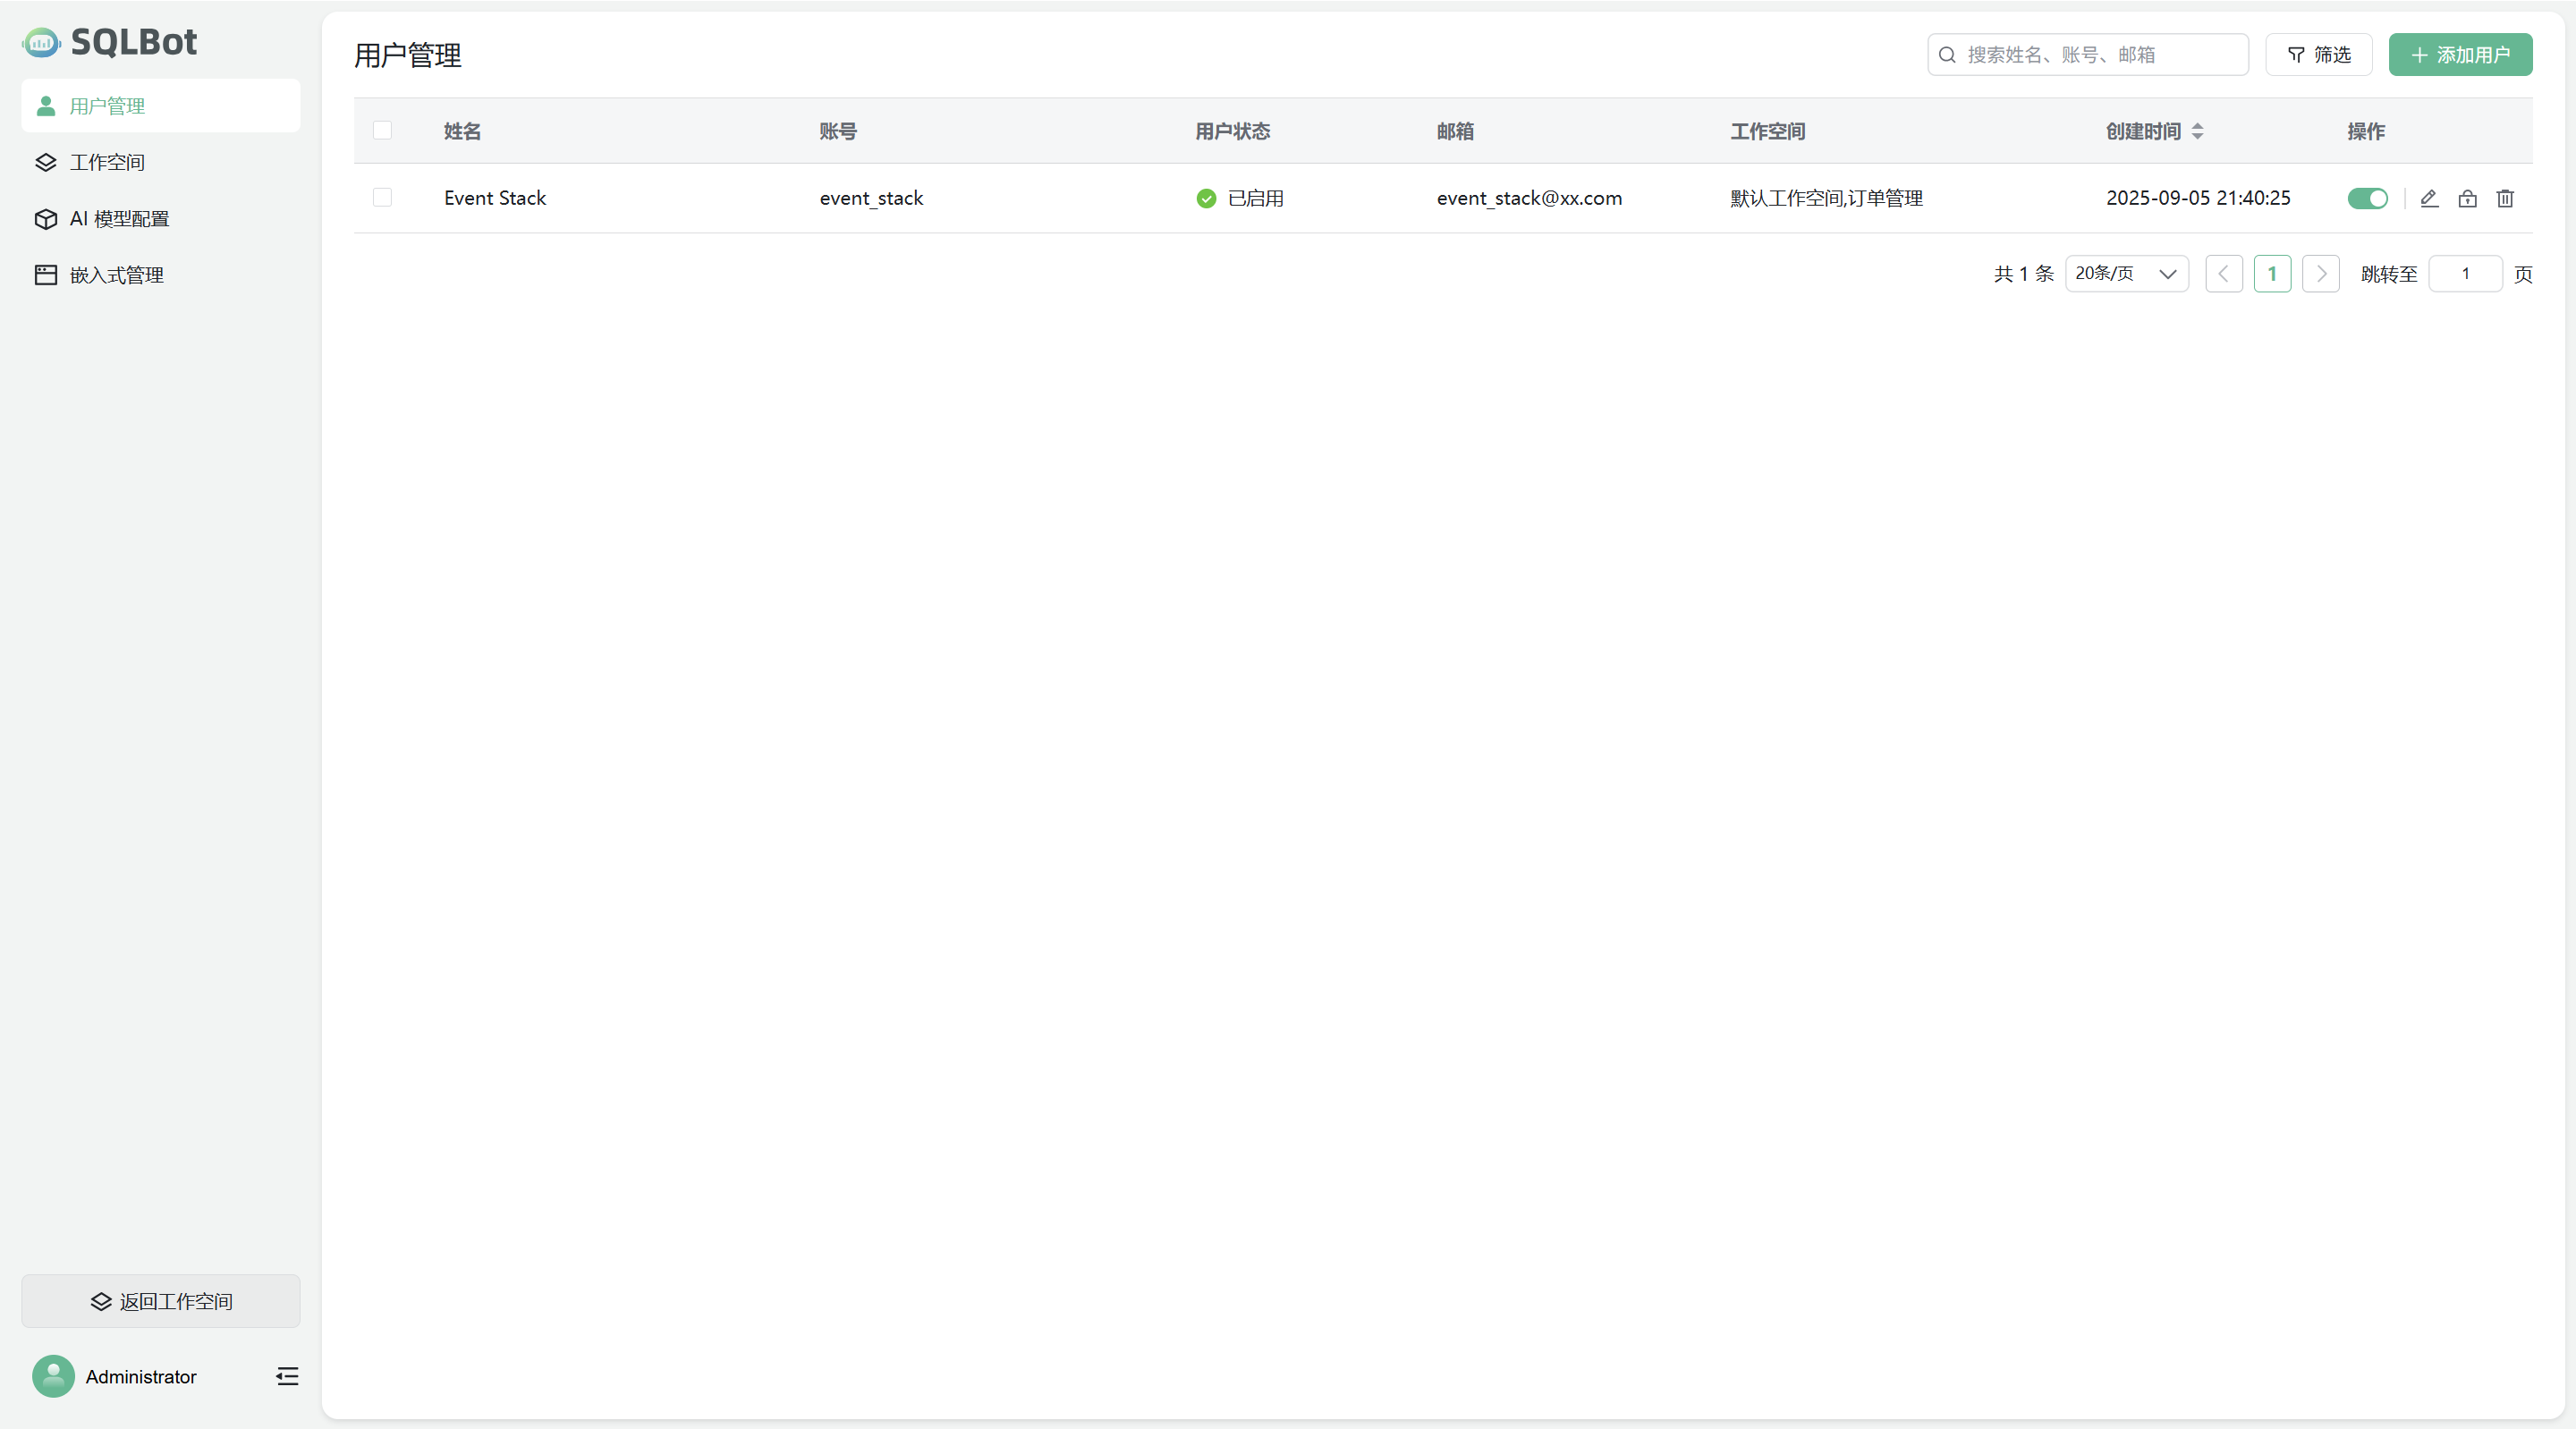 SQLBot
用户管理
工作空间
AI 模型配置
嵌入式管理
返回工作空间
Administrator
用户管理
搜索姓名、账号、邮箱
筛选
添加用户
姓名 账号 用户状态 邮箱 工作空间 创建时间 操作
Event Stack event_stack 已启用 event_stack@xx.com 默认工作空间,订单管理 2025-09-05 21:40:25
共 1 条 20条/页 1 跳转至 1 页